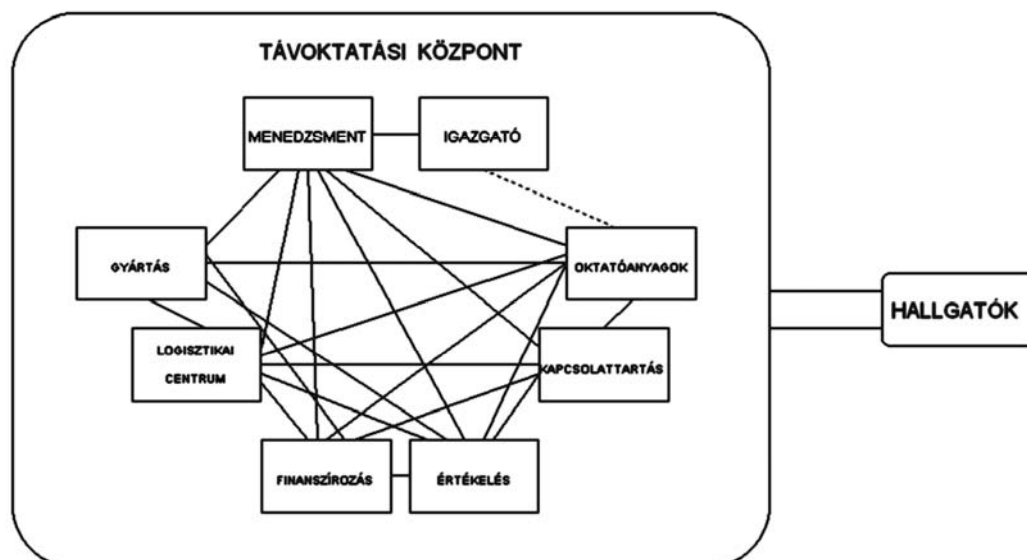 TÁVOKTATÁSI KÖZPONT
MENEDZSMENT
IGAZGATÓ
GYÁRTÁS
OKTATÓANYAGOK
HALLGATÓK
LOGISZTIKAI
CENTRUM
KAPCSOLATTARTÁS
FINANSZÍROZÁS
ÉRTÉKELÉS